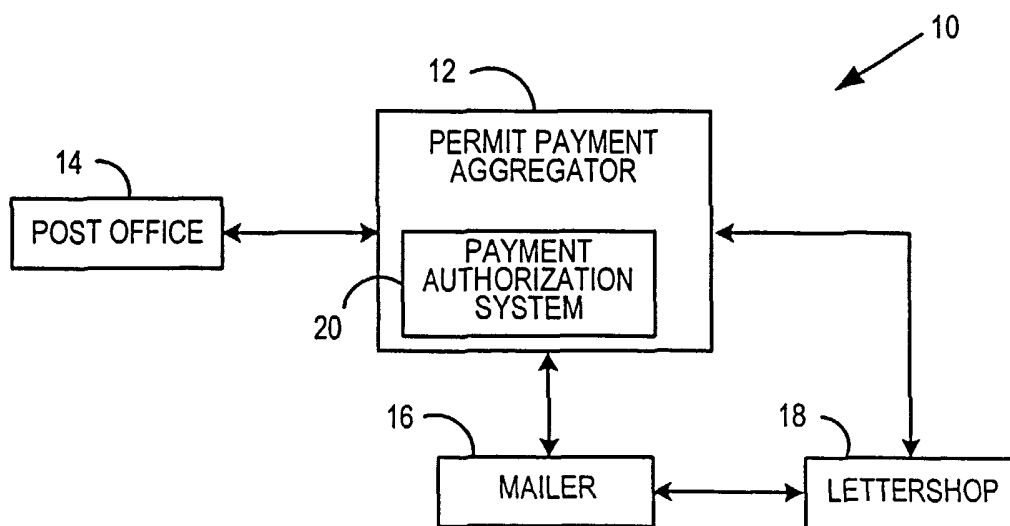 10
12
PERMIT PAYMENT
AGGREGATOR
14
POST OFFICE
PAYMENT
AUTHORIZATION
SYSTEM
20
16
MAILER
18
LETTERSHOP